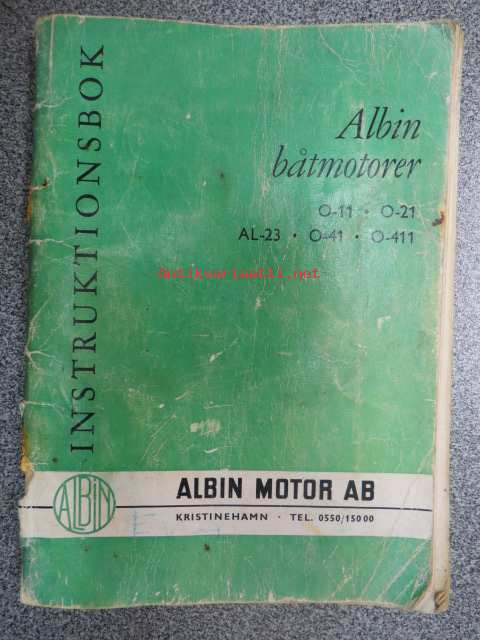 INSTRUKTIONSBOK
Albin
båtmotorer
O-11 · O-21
AL-23 · O-41 · O-411
Antikvariaatti.net
ALBIN
ALBIN MOTOR AB
KRISTINEHAMN · TEL. 0550/15000